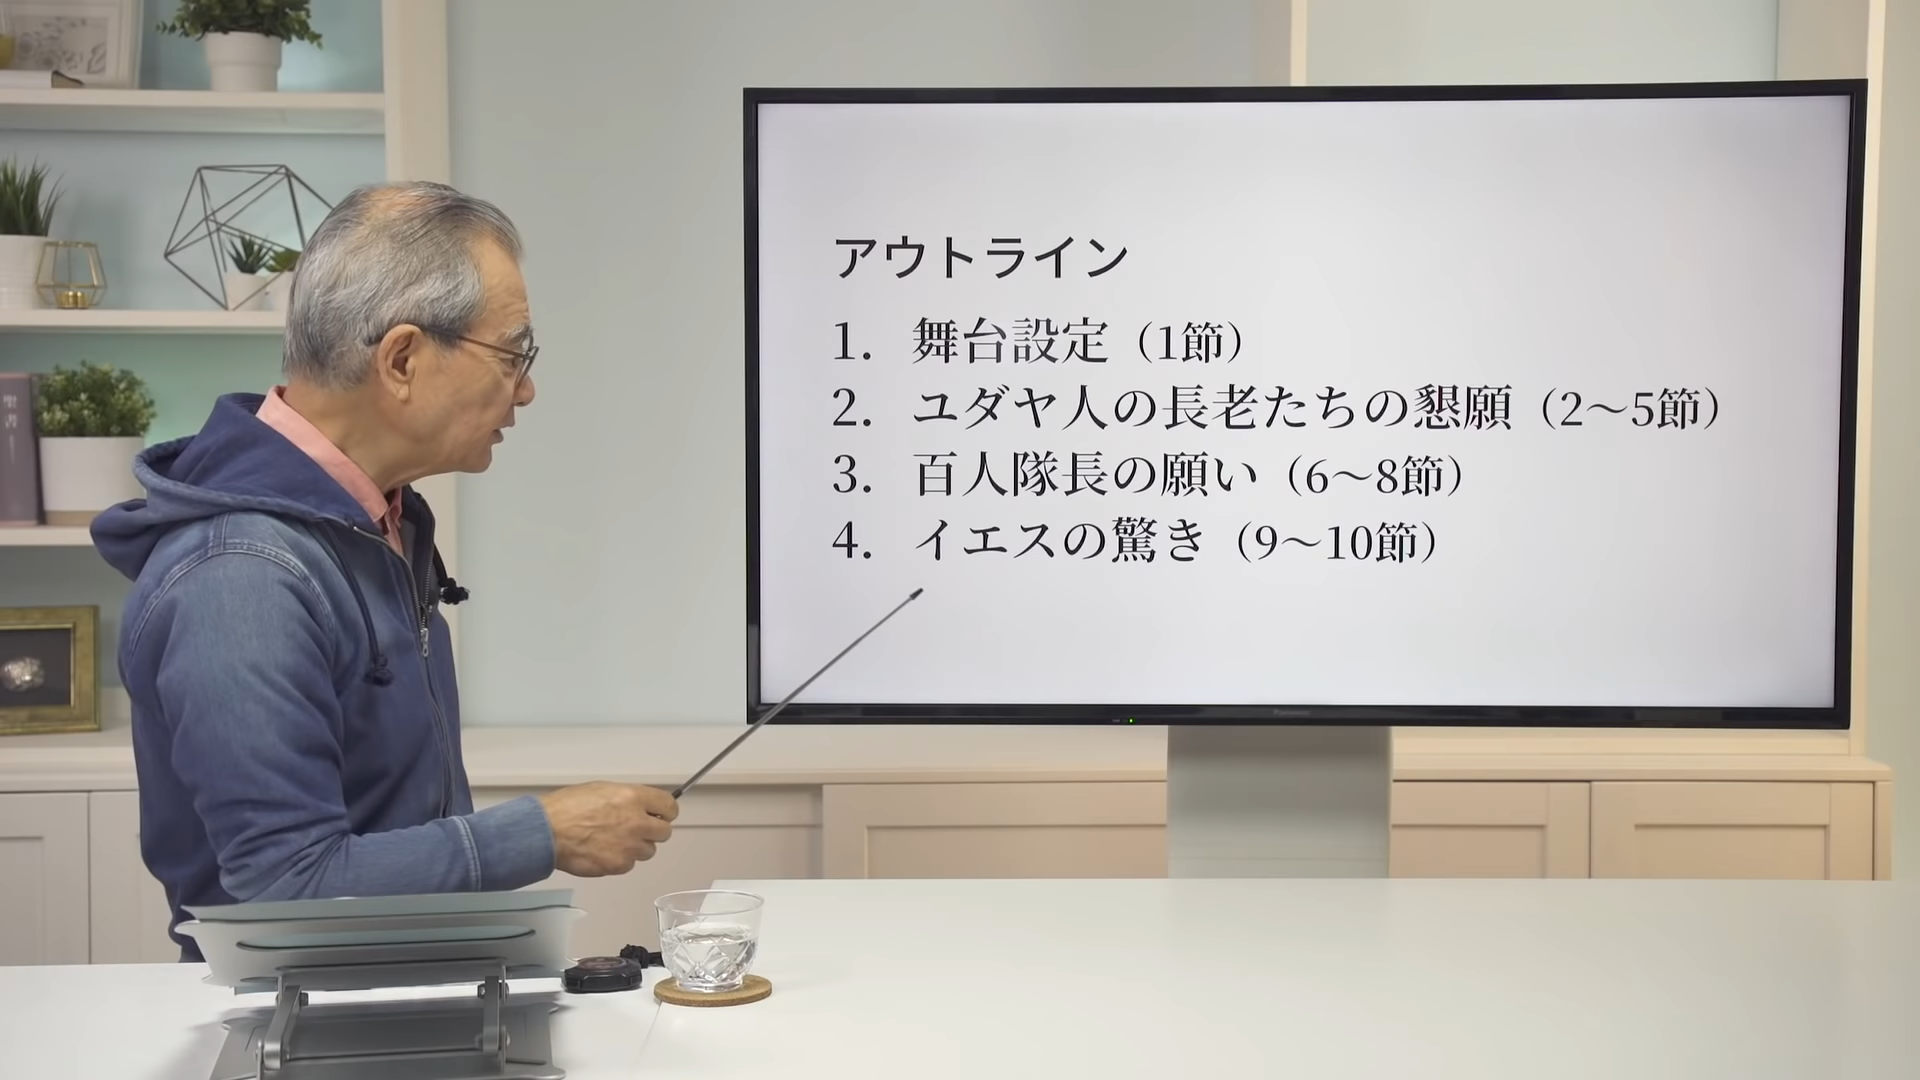 アウトライン
1. 舞台設定（1節）
2. ユダヤ人の長老たちの懇願（2〜5節）
3. 百人隊長の願い（6〜8節）
4. イエスの驚き（9〜10節）
聖書